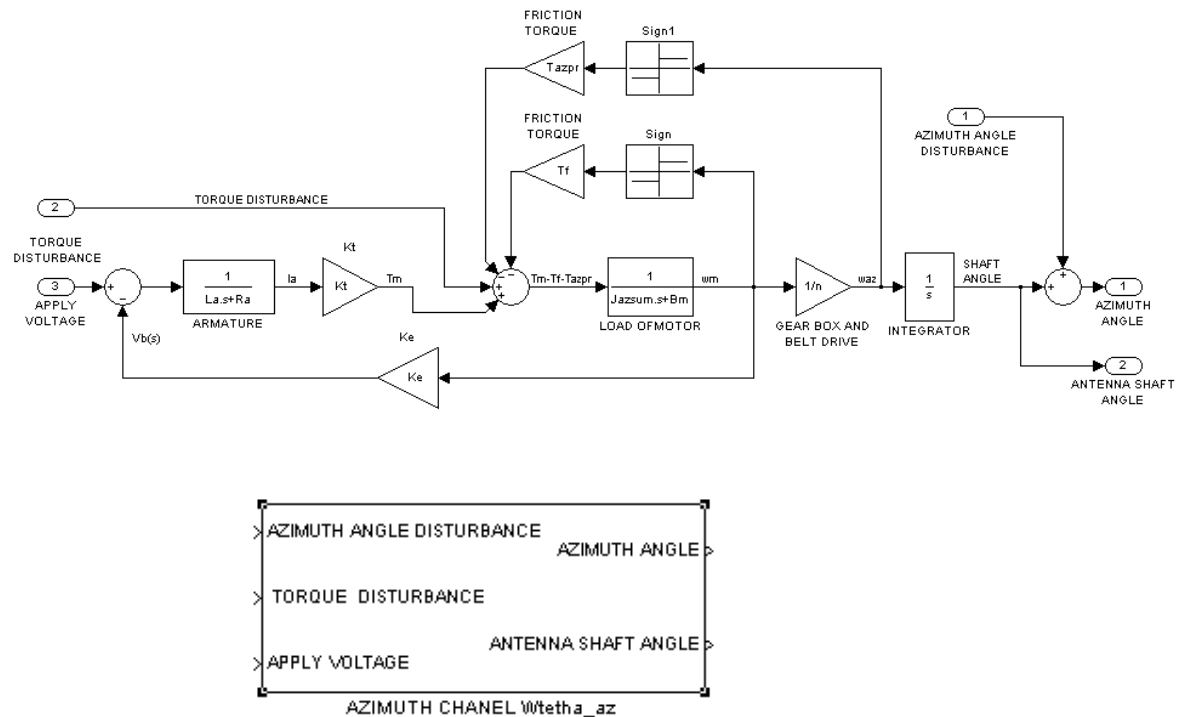 FRICTION
TORQUE
Sign1
Tazpr
FRICTION
TORQUE
Sign
Tf
1
AZIMUTH ANGLE
DISTURBANCE
2
TORQUE DISTURBANCE
TORQUE
DISTURBANCE
3
APPLY
VOLTAGE
+
−
1
La.s+Ra
ARMATURE
Ia
Kt
Kt
Tm
−
−
+
+
Tm-Tf-Tazpr
1
Jazsum.s+Bm
LOAD OFMOTOR
wm
1/n
GEAR BOX AND
BELT DRIVE
waz
1
s
INTEGRATOR
SHAFT
ANGLE
+
+
1
AZIMUTH
ANGLE
2
ANTENNA SHAFT
ANGLE
Vb(s)
Ke
Ke
AZIMUTH ANGLE DISTURBANCE
AZIMUTH ANGLE
TORQUE DISTURBANCE
ANTENNA SHAFT ANGLE
APPLY VOLTAGE
AZIMUTH CHANEL Wtetha_az